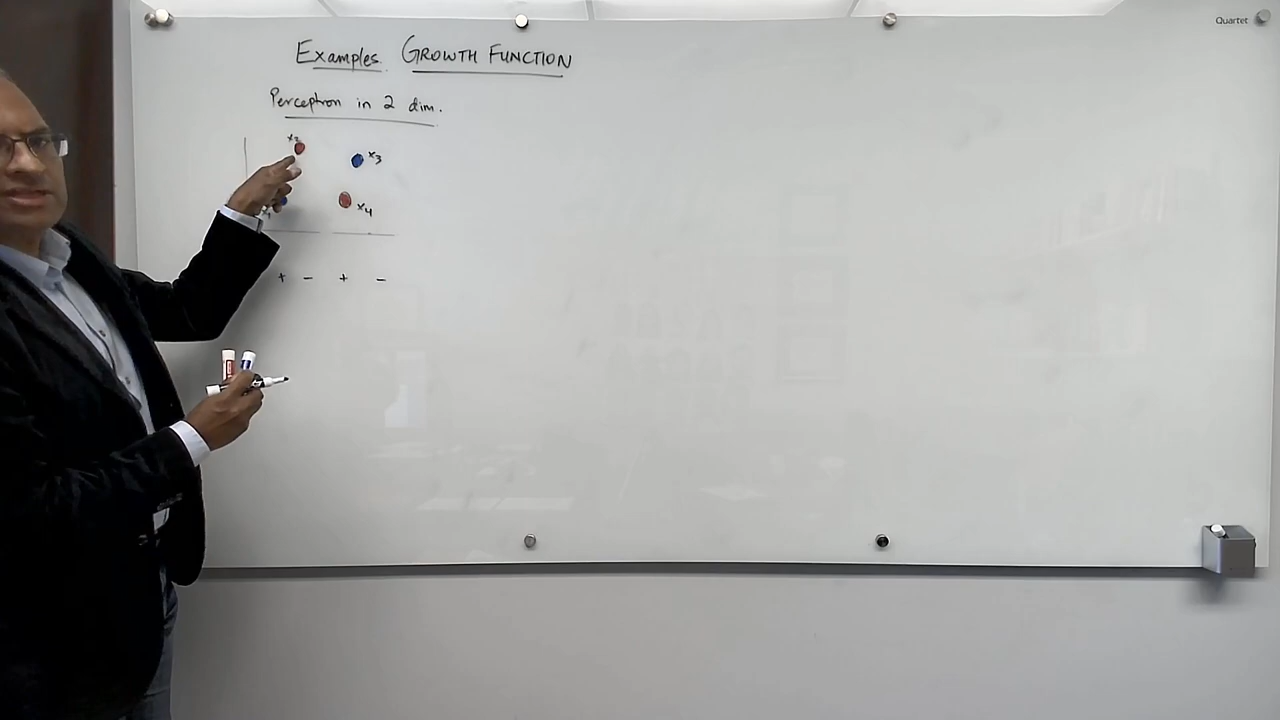 Quartet
Examples. GROWTH FUNCTION
Perceptron in 2 dim.
x2
x3
x4
+ - + -